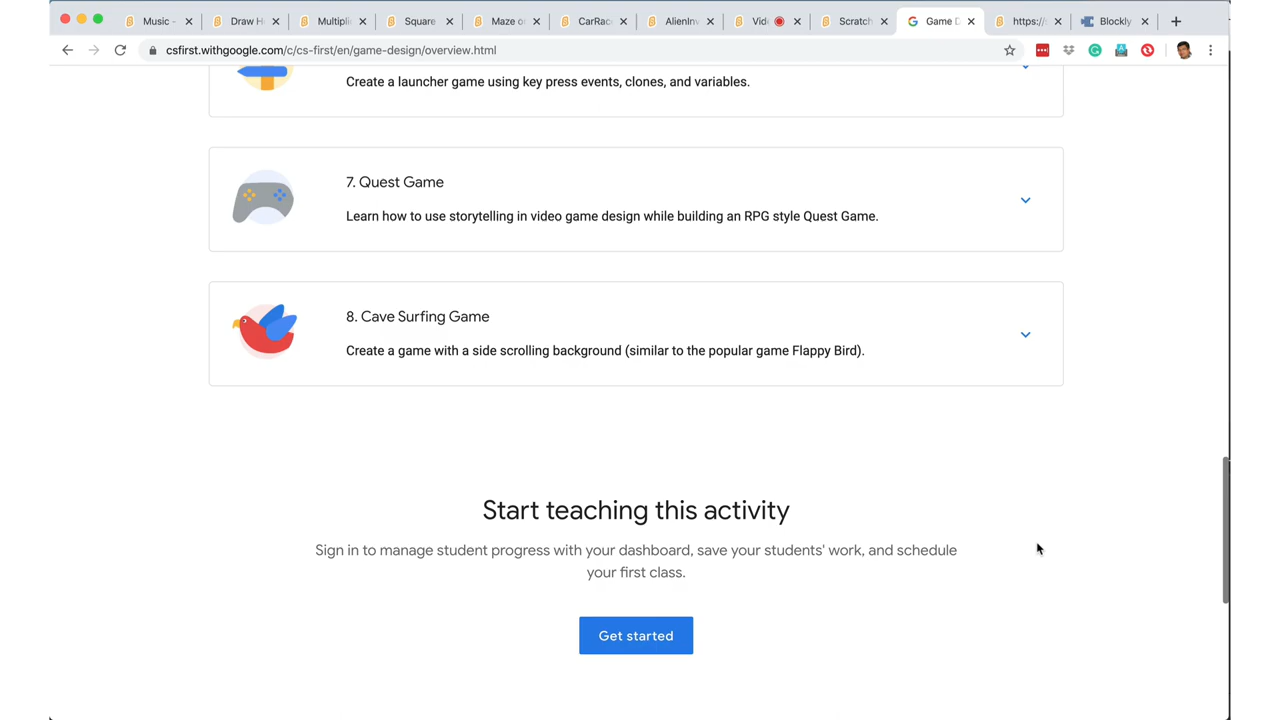 Music -
Draw H
Multipli
Square
Maze o
CarRac
AlienIn
Vid
Scratch
Game D
https://
Blockly
csfirst.withgoogle.com/c/cs-first/en/game-design/overview.html
Create a launcher game using key press events, clones, and variables.
7. Quest Game
Learn how to use storytelling in video game design while building an RPG style Quest Game.
8. Cave Surfing Game
Create a game with a side scrolling background (similar to the popular game Flappy Bird).
Start teaching this activity
Sign in to manage student progress with your dashboard, save your students' work, and schedule
your first class.
Get started